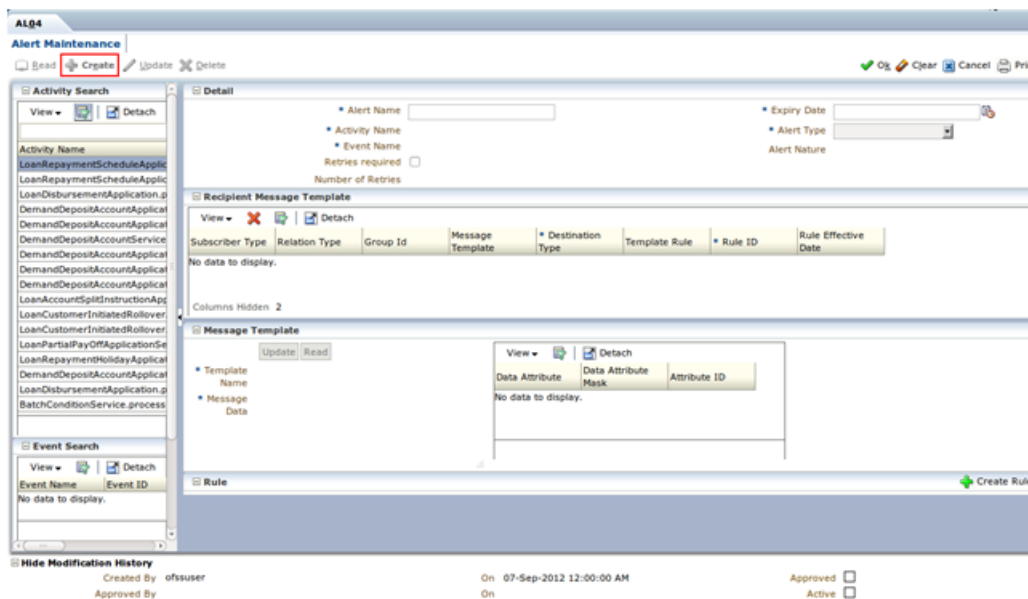 AL04
Alert Maintenance
Read Create Update Delete
Ok Clear Cancel Pri
Activity Search
View Detach
Activity Name
LoanRepaymentScheduleApplic
LoanRepaymentScheduleApplic
LoanDisbursementApplication.p
DemandDepositAccountApplicat
DemandDepositAccountApplicat
DemandDepositAccountService
DemandDepositAccountApplicat
DemandDepositAccountApplicat
DemandDepositAccountApplicat
LoanAccountSplitInstructionApp
LoanCustomerInitiatedRollover.
LoanCustomerInitiatedRollover.
LoanPartialPayOffApplicationSe
LoanRepaymentHolidayApplicat
DemandDepositAccountApplicat
LoanDisbursementApplication.p
BatchConditionService.process
Event Search
View Detach
Event Name Event ID
No data to display.
Detail
* Alert Name
* Activity Name
* Event Name
Retries required
Number of Retries
* Expiry Date
* Alert Type
Alert Nature
Recipient Message Template
View Detach
Subscriber Type Relation Type Group Id Message Template * Destination Type Template Rule * Rule ID Rule Effective Date
No data to display.
Columns Hidden 2
Message Template
Update Read
* Template Name
* Message Data
View Detach
Data Attribute Data Attribute Mask Attribute ID
No data to display.
Rule
Create Rule
Hide Modification History
Created By ofssuser On 07-Sep-2012 12:00:00 AM Approved
Approved By On Active